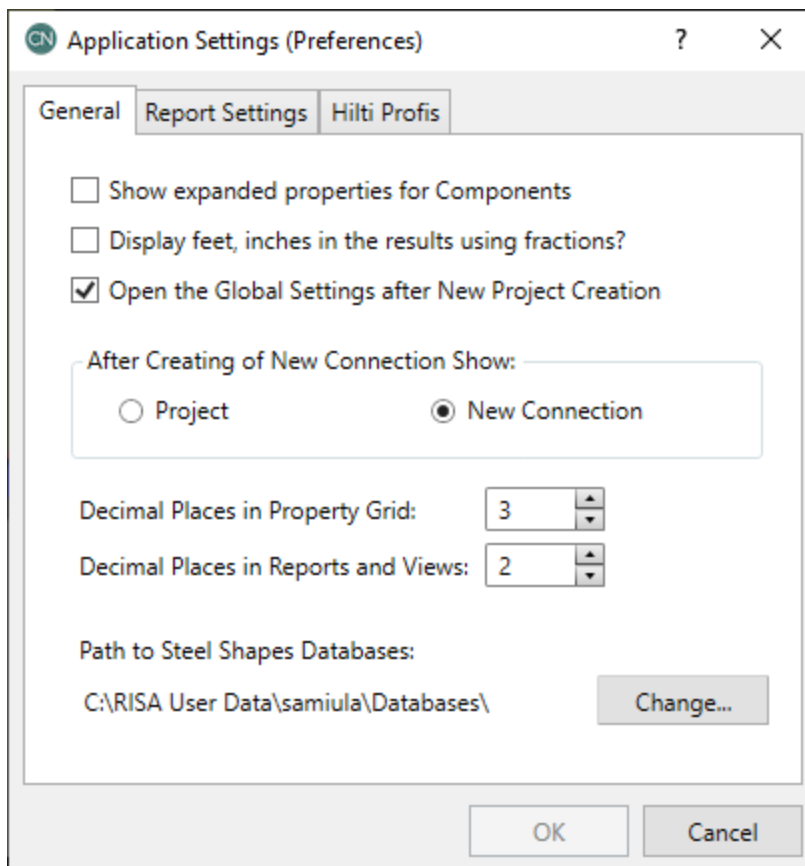 CN Application Settings (Preferences) ?
General Report Settings Hilti Profis
Show expanded properties for Components
Display feet, inches in the results using fractions?
Open the Global Settings after New Project Creation
After Creating of New Connection Show:
Project New Connection
Decimal Places in Property Grid: 3
Decimal Places in Reports and Views: 2
Path to Steel Shapes Databases:
C:\RISA User Data\samiula\Databases\ Change...
OK Cancel